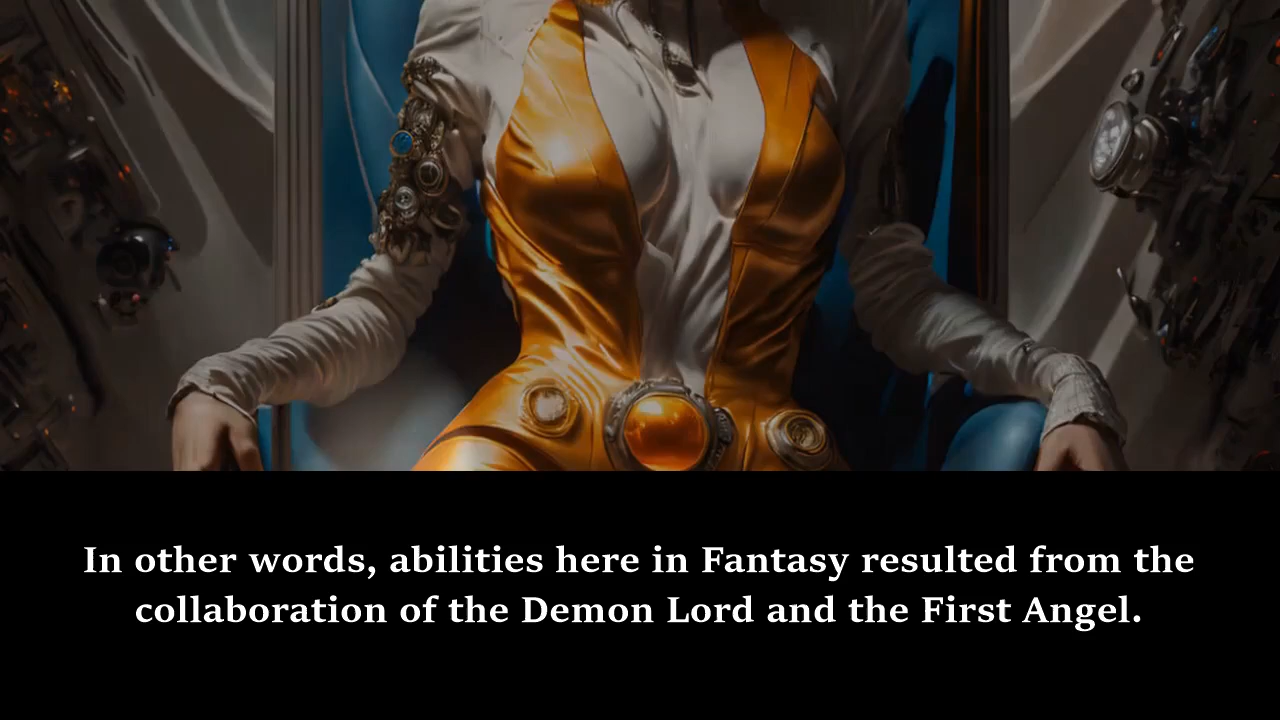 In other words, abilities here in Fantasy resulted from the
collaboration of the Demon Lord and the First Angel.